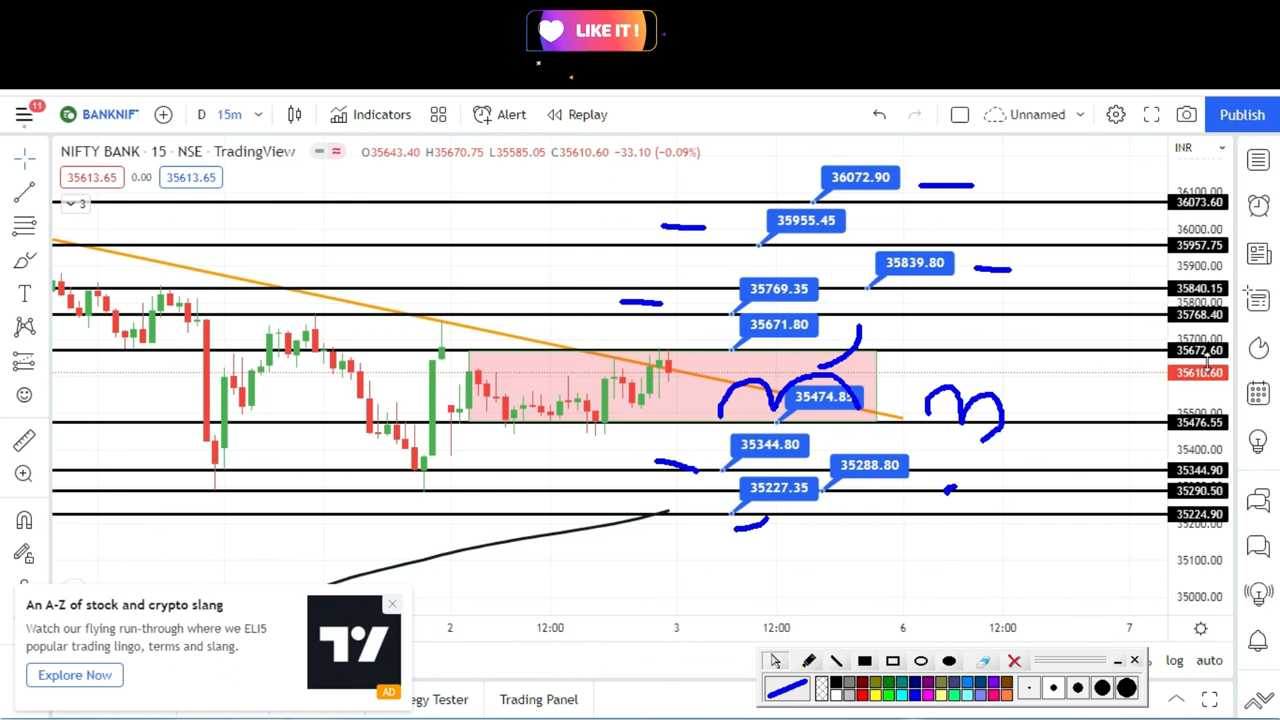 LIKE IT !
11
BANKNIF
D 15m
Indicators
Alert
Replay
Unnamed
Publish
NIFTY BANK · 15 · NSE · TradingView
O35643.40 H35670.75 L35585.05 C35610.60 −33.10 (−0.09%)
INR
35613.65 0.00 35613.65
3
36072.90
36100.00
36073.60
35955.45
36000.00
35957.75
35839.80
35900.00
35840.15
35769.35
35800.00
35768.40
35671.80
35700.00
35672.60
35610.60
35474.85
35500.00
35476.55
35344.80
35400.00
35344.90
35288.80
35290.50
35227.35
35224.90
35200.00
35100.00
35000.00
An A-Z of stock and crypto slang
Watch our flying run-through where we ELI5
popular trading lingo, terms and slang.
Explore Now
AD
2 12:00 3 12:00 6 12:00 7
log auto
egy Tester
Trading Panel